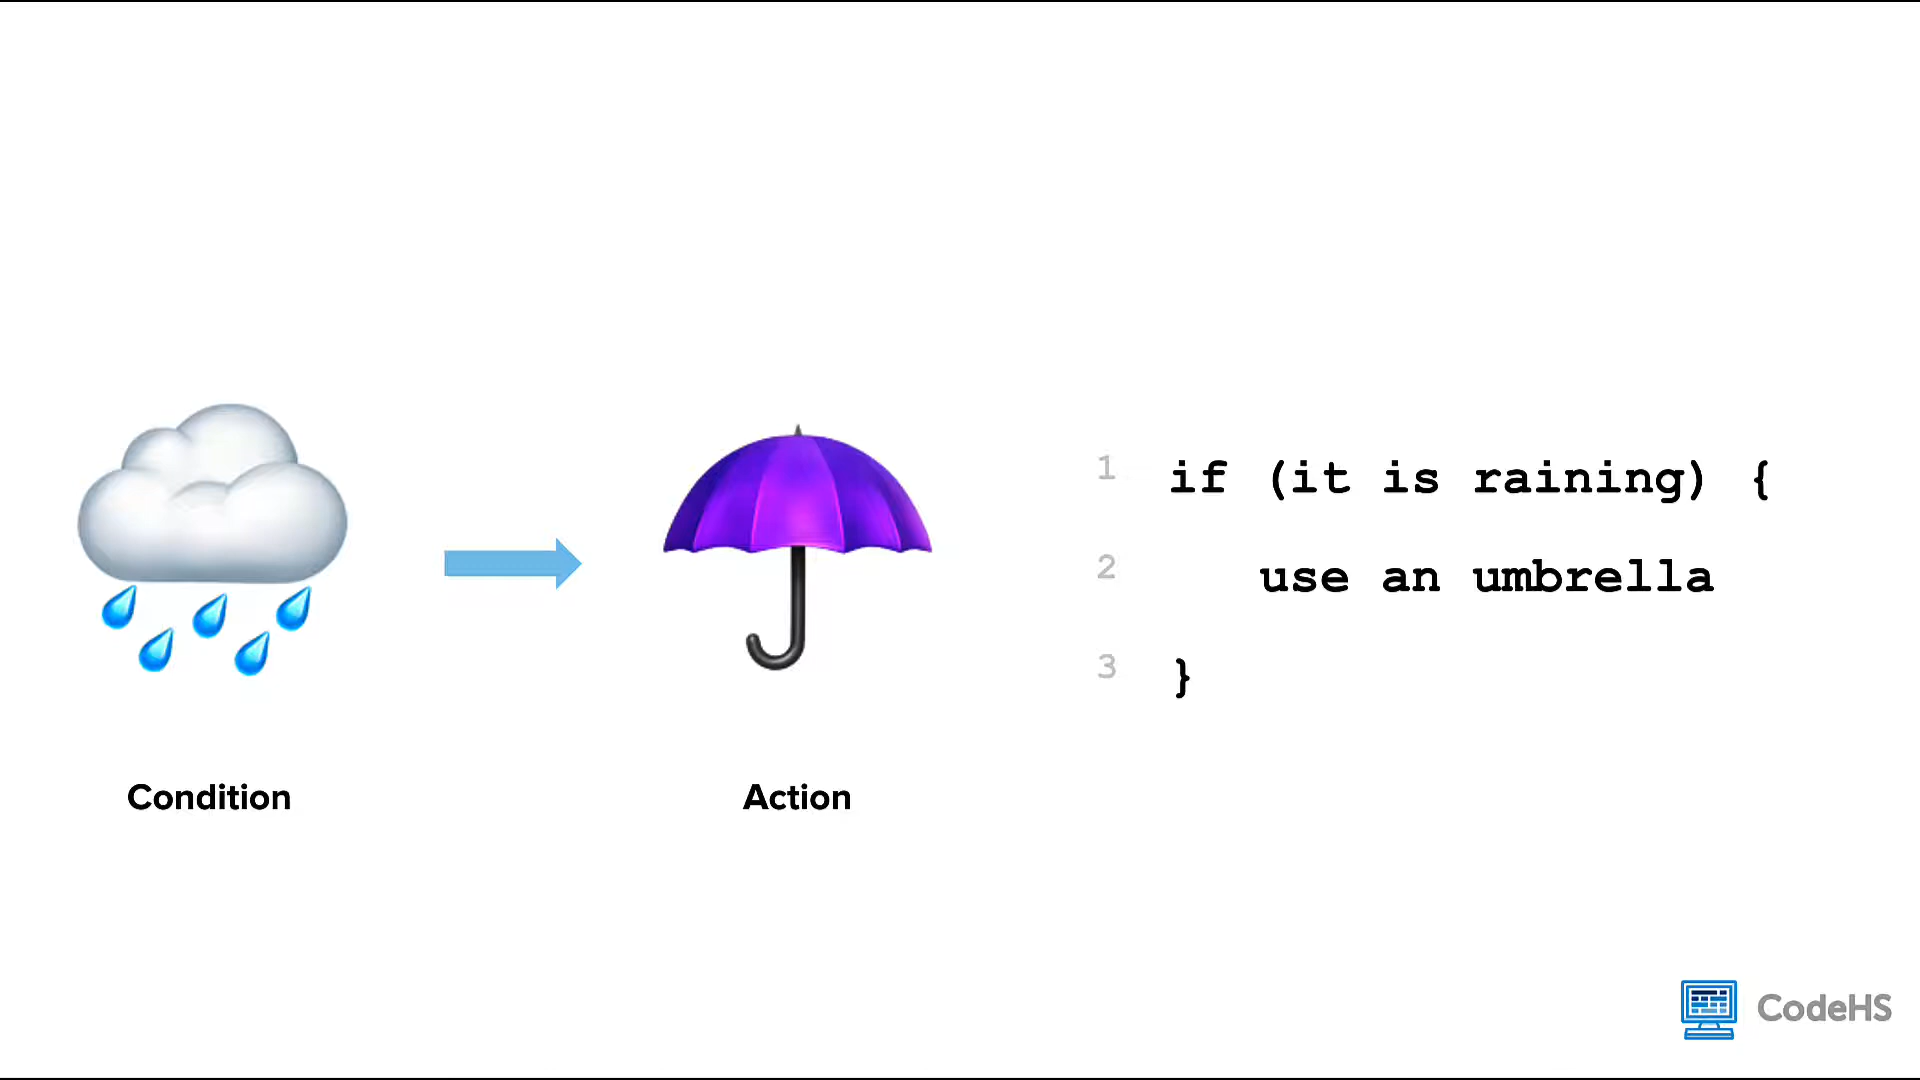 Condition
Action
1 if (it is raining) {
2 use an umbrella
3 }
CodeHS